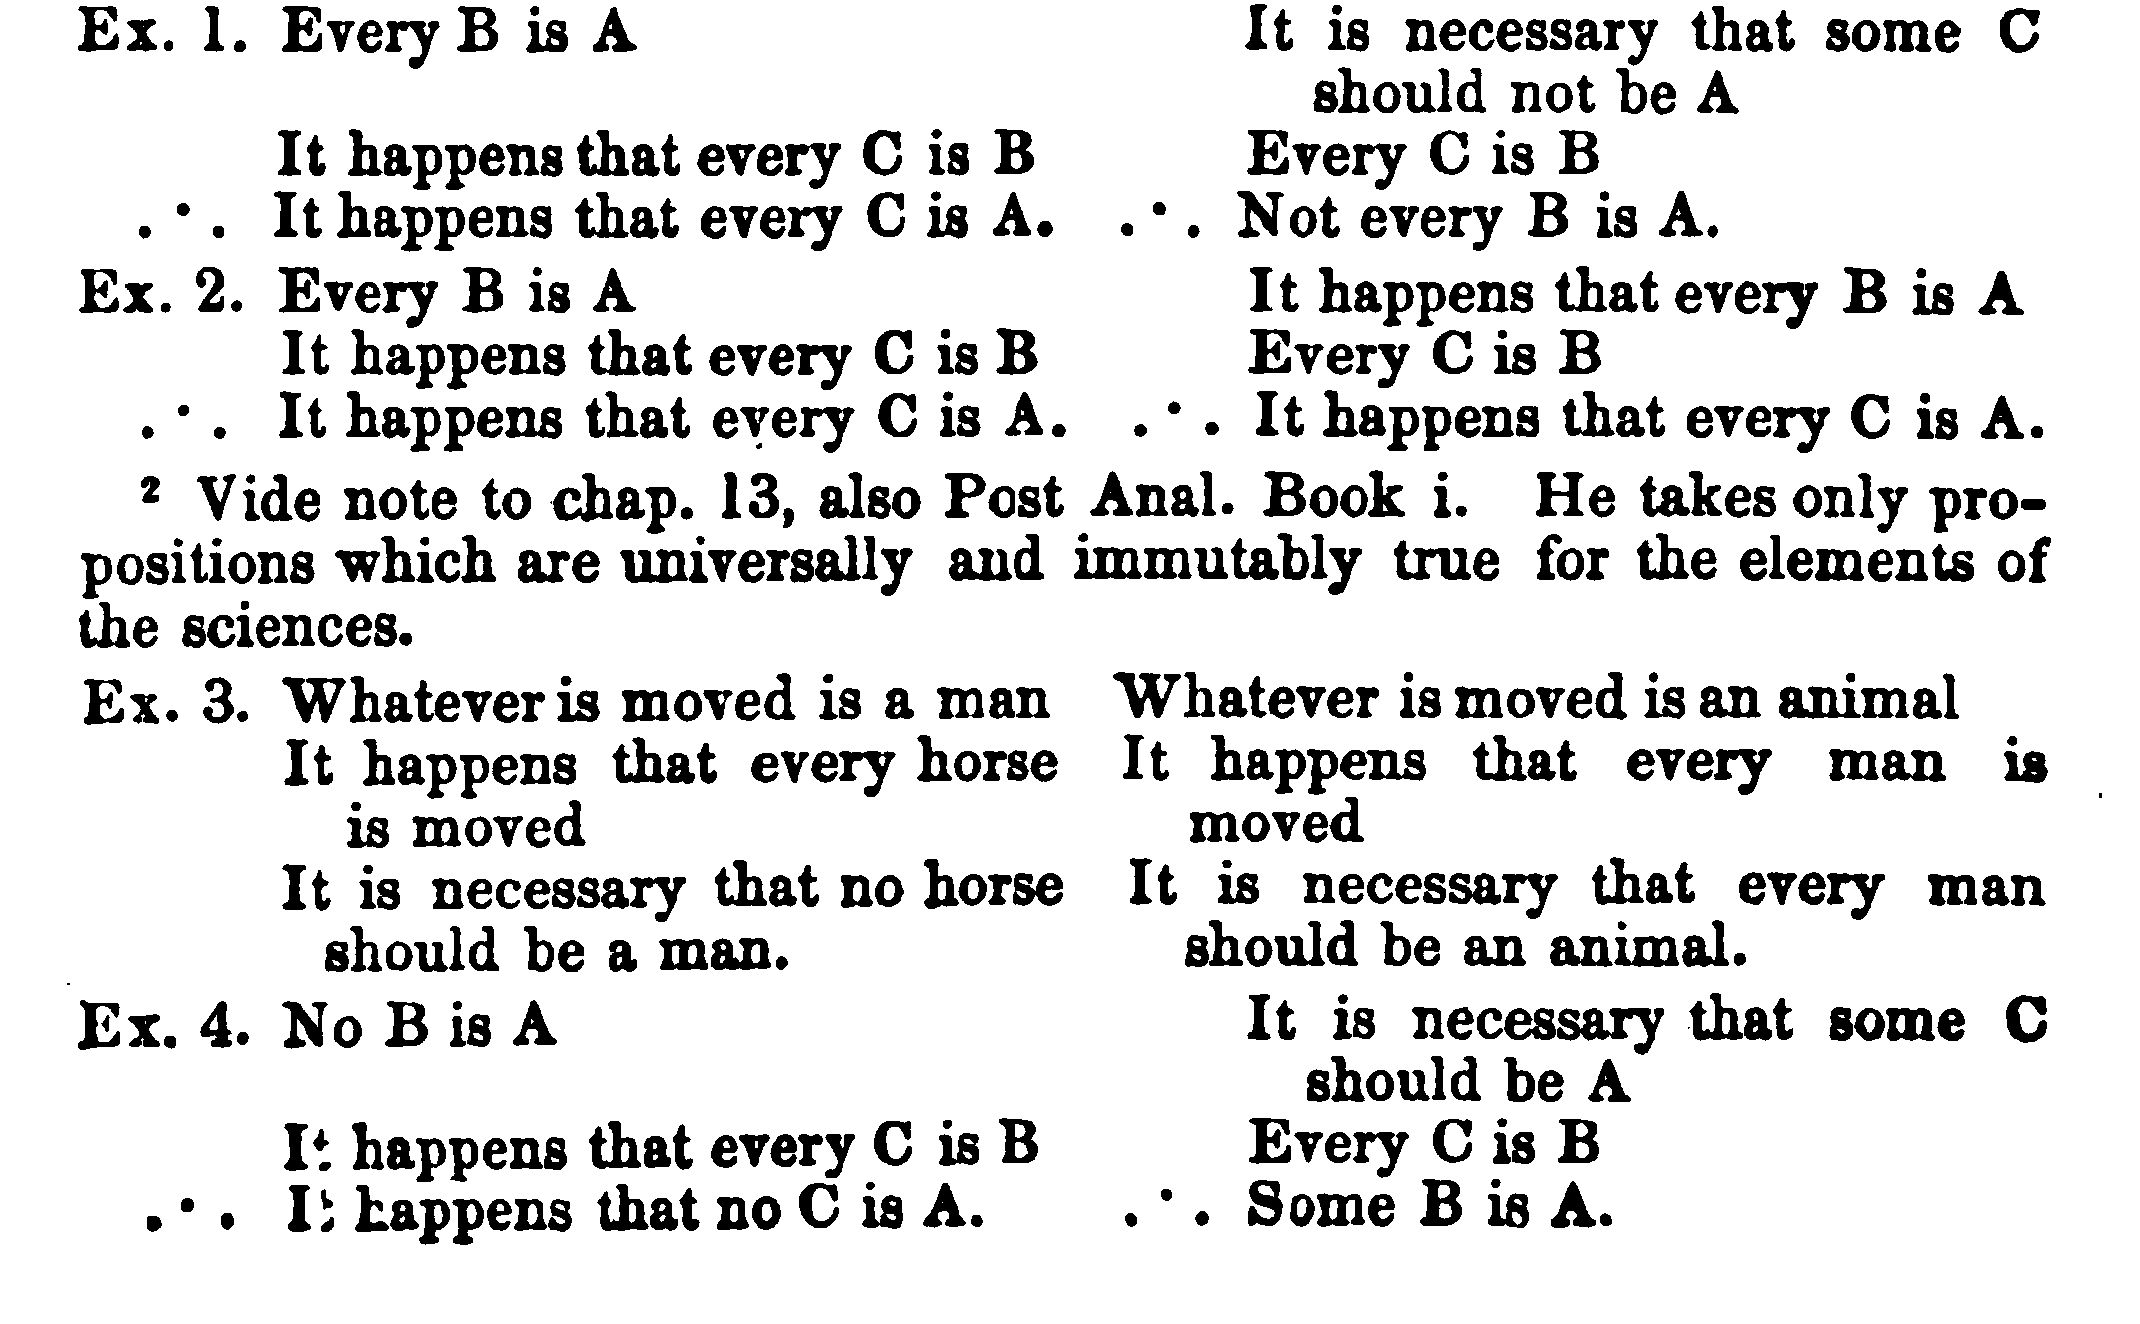 Ex. 1. Every B is A It is necessary that some C
should not be A
It happens that every C is B Every C is B
.·. It happens that every C is A. .·. Not every B is A.
Ex. 2. Every B is A It happens that every B is A
It happens that every C is B Every C is B
.·. It happens that every C is A. .·. It happens that every C is A.
² Vide note to chap. 13, also Post Anal. Book i. He takes only pro-
positions which are universally and immutably true for the elements of
the sciences.
Ex. 3. Whatever is moved is a man Whatever is moved is an animal
It happens that every horse It happens that every man is
is moved moved
It is necessary that no horse It is necessary that every man
should be a man. should be an animal.
Ex. 4. No B is A It is necessary that some C
should be A
It happens that every C is B Every C is B
.·. It happens that no C is A. .·. Some B is A.